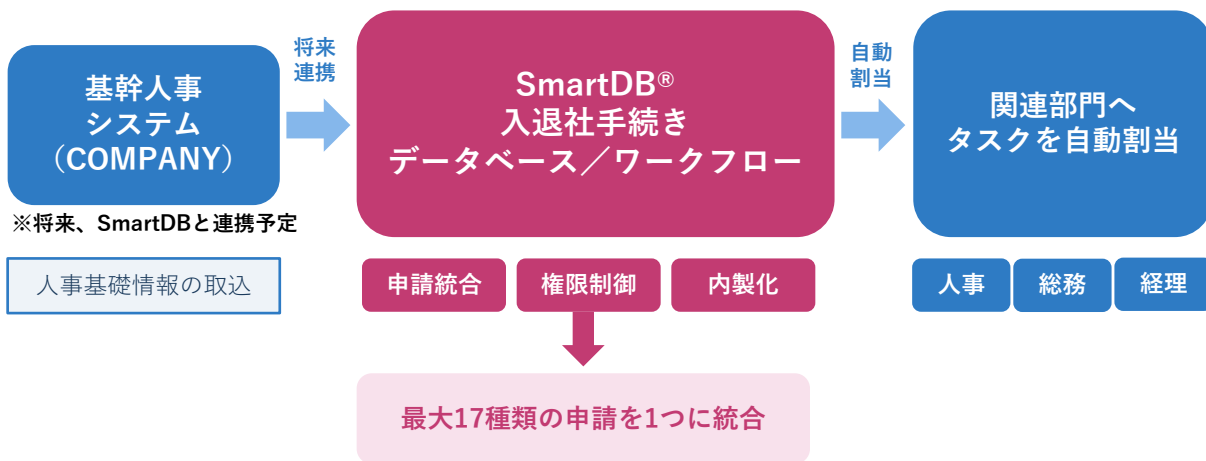 基幹人事
システム
（COMPANY）
※将来、SmartDBと連携予定
人事基礎情報の取込
将来
連携
SmartDB®
入退社手続き
データベース／ワークフロー
申請統合
権限制御
内製化
最大17種類の申請を1つに統合
自動
割当
関連部門へ
タスクを自動割当
人事
総務
経理